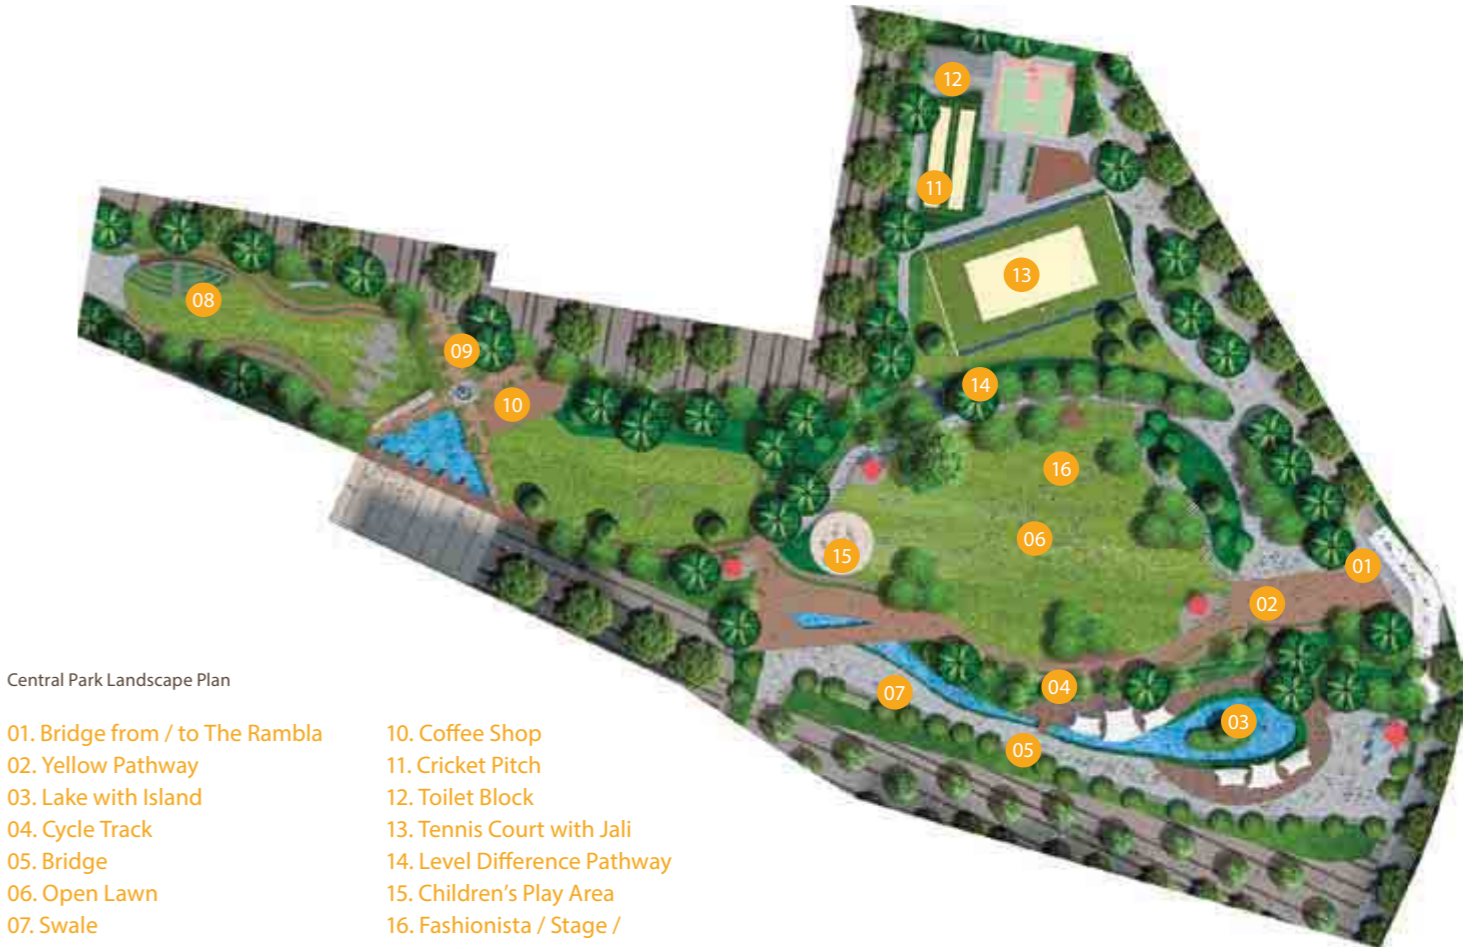 12
11
13
08
09
14
10
16
06
15
01
02
04
07
03
05
Central Park Landscape Plan
01. Bridge from / to The Rambla
02. Yellow Pathway
03. Lake with Island
04. Cycle Track
05. Bridge
06. Open Lawn
07. Swale
10. Coffee Shop
11. Cricket Pitch
12. Toilet Block
13. Tennis Court with Jali
14. Level Difference Pathway
15. Children's Play Area
16. Fashionista / Stage /